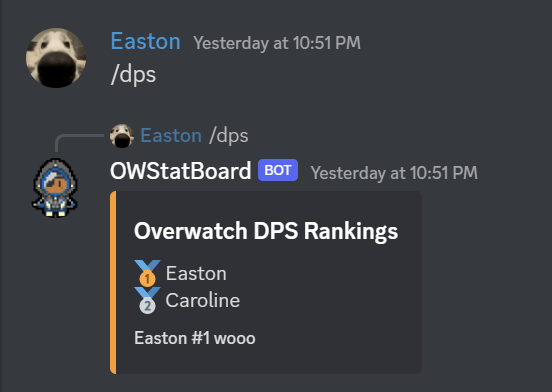 Easton Yesterday at 10:51 PM
/dps
Easton /dps
OWStatBoard BOT Yesterday at 10:51 PM
Overwatch DPS Rankings
1 Easton
2 Caroline
Easton #1 wooo